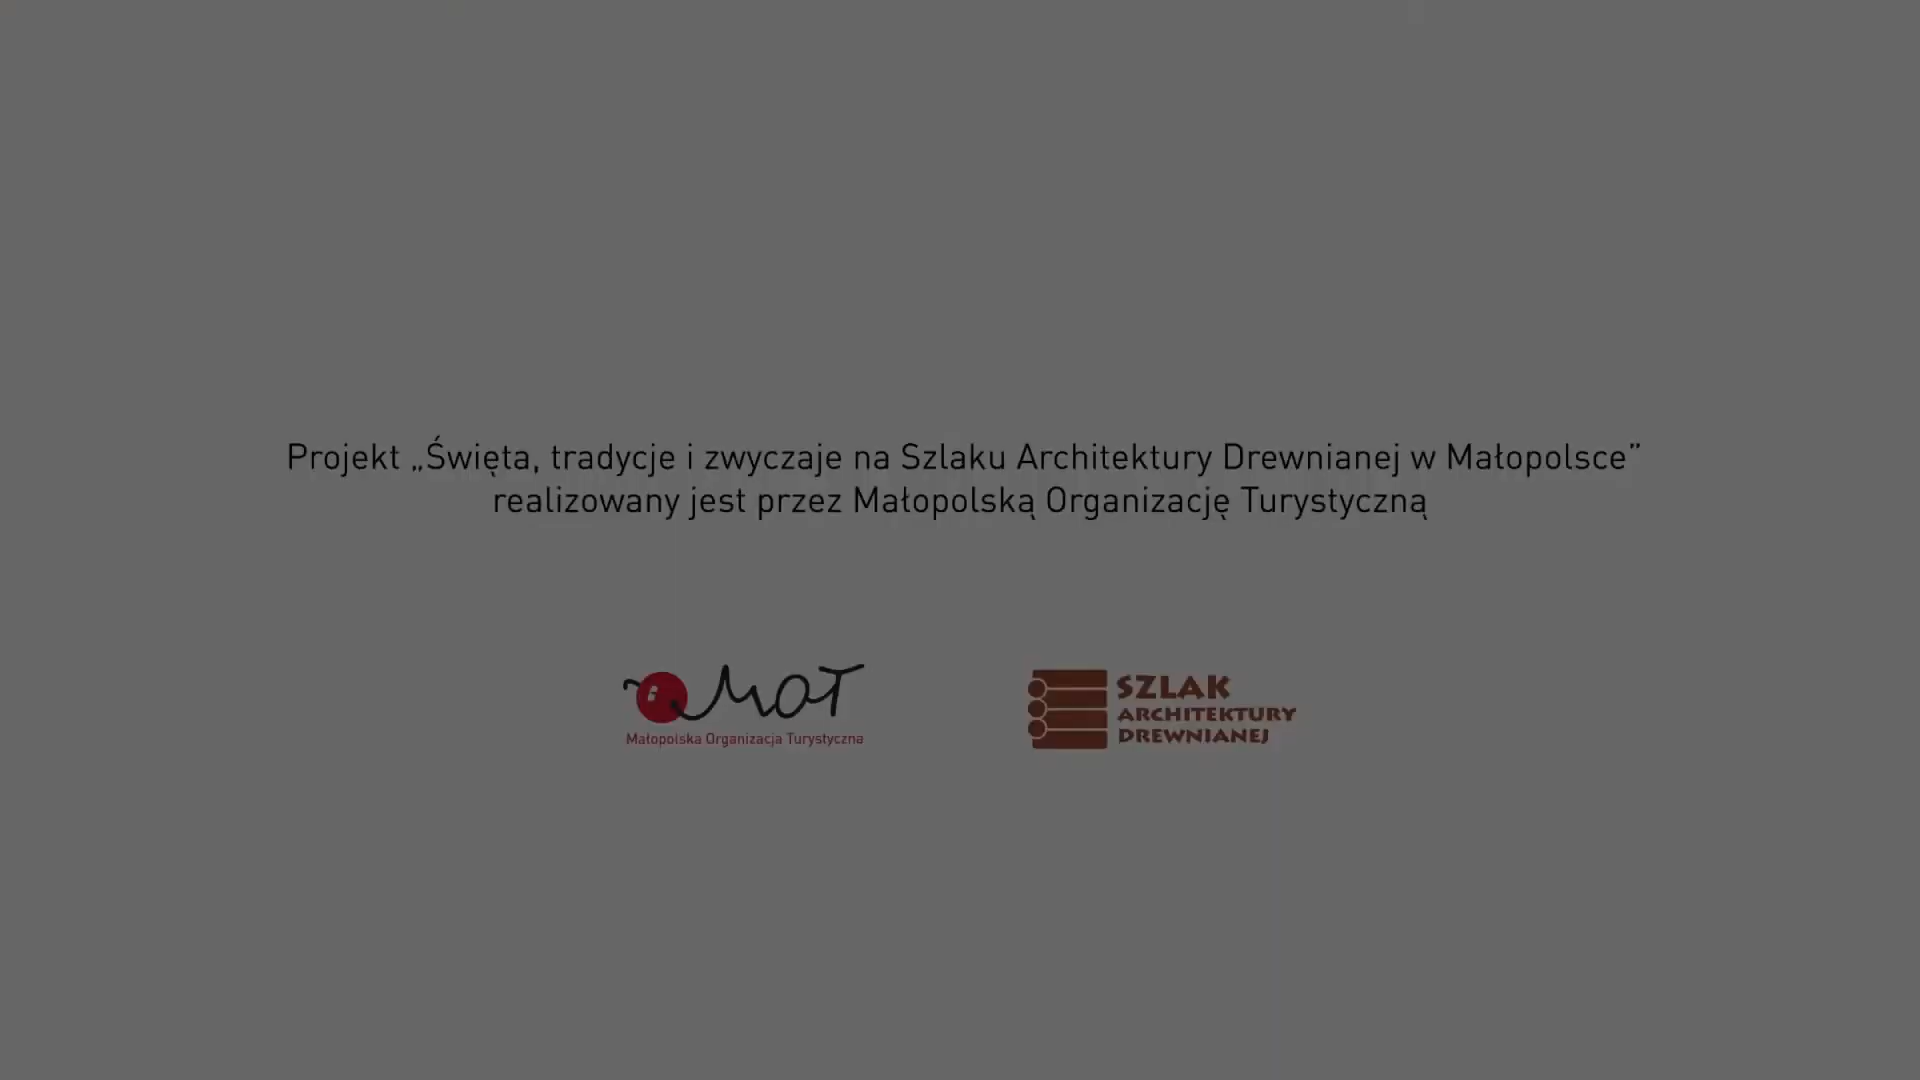 Projekt „Święta, tradycje i zwyczaje na Szlaku Architektury Drewnianej w Małopolsce”
realizowany jest przez Małopolską Organizację Turystyczną
MOT
Małopolska Organizacja Turystyczna
SZLAK
ARCHITEKTURY
DREWNIANEJ